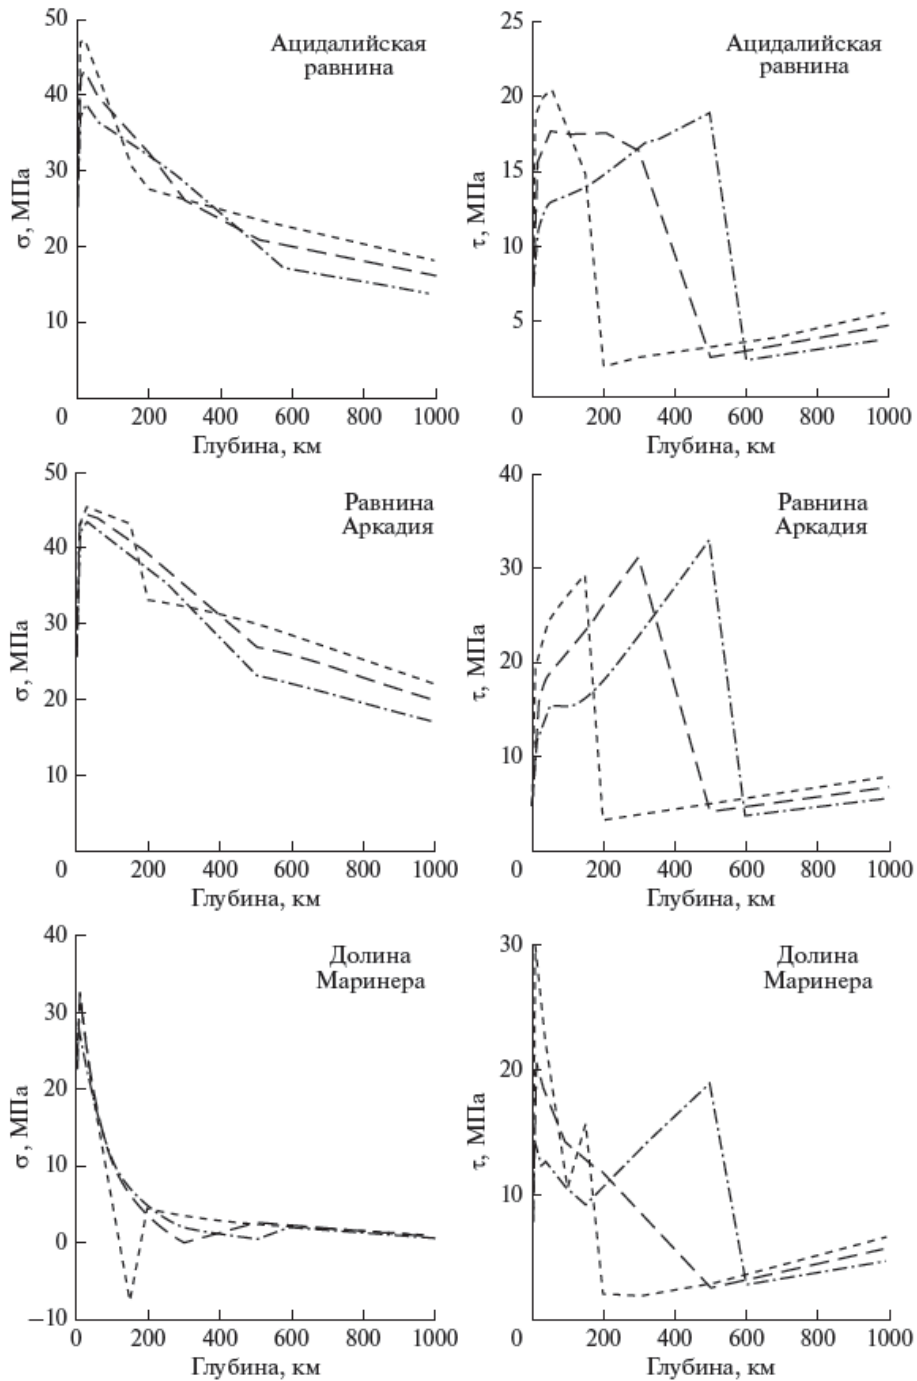 50
40
30
20
10
σ, МПа
Ацидалийская
равнина
0
200
400
600
800
1000
Глубина, км
25
20
15
10
5
τ, МПа
Ацидалийская
равнина
0
200
400
600
800
1000
Глубина, км
50
40
30
20
10
σ, МПа
Равнина
Аркадия
0
200
400
600
800
1000
Глубина, км
40
30
20
10
τ, МПа
Равнина
Аркадия
0
200
400
600
800
1000
Глубина, км
40
30
20
10
0
–10
σ, МПа
Долина
Маринера
0
200
400
600
800
1000
Глубина, км
30
20
10
τ, МПа
Долина
Маринера
0
200
400
600
800
1000
Глубина, км